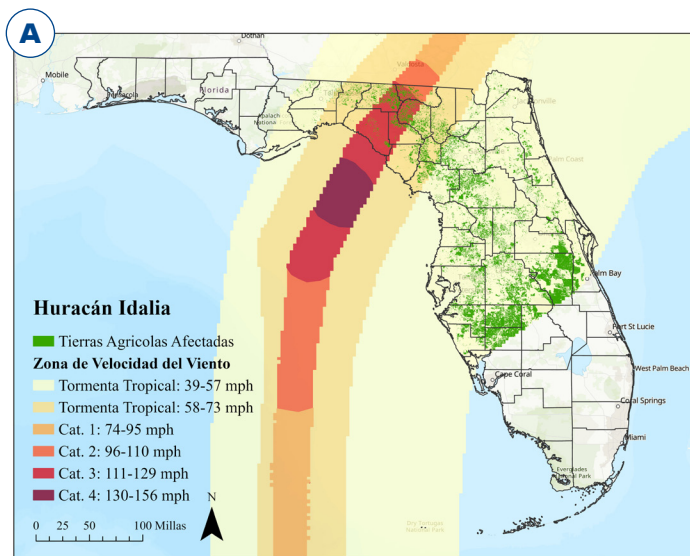 A
Dothan
Mobile
Pensacola
Florida
Apalach
National
Valdosta
Jacksonville
Palm Coast
Palm Bay
Fort St Lucie
West Palm Beach
Cape Coral
Coral Springs
Miami
Everglades
National Park
Dry Tortugas
National Park
Huracán Idalia
Tierras Agricolas Afectadas
Zona de Velocidad del Viento
Tormenta Tropical: 39-57 mph
Tormenta Tropical: 58-73 mph
Cat. 1: 74-95 mph
Cat. 2: 96-110 mph
Cat. 3: 111-129 mph
Cat. 4: 130-156 mph
0 25 50 100 Millas
N